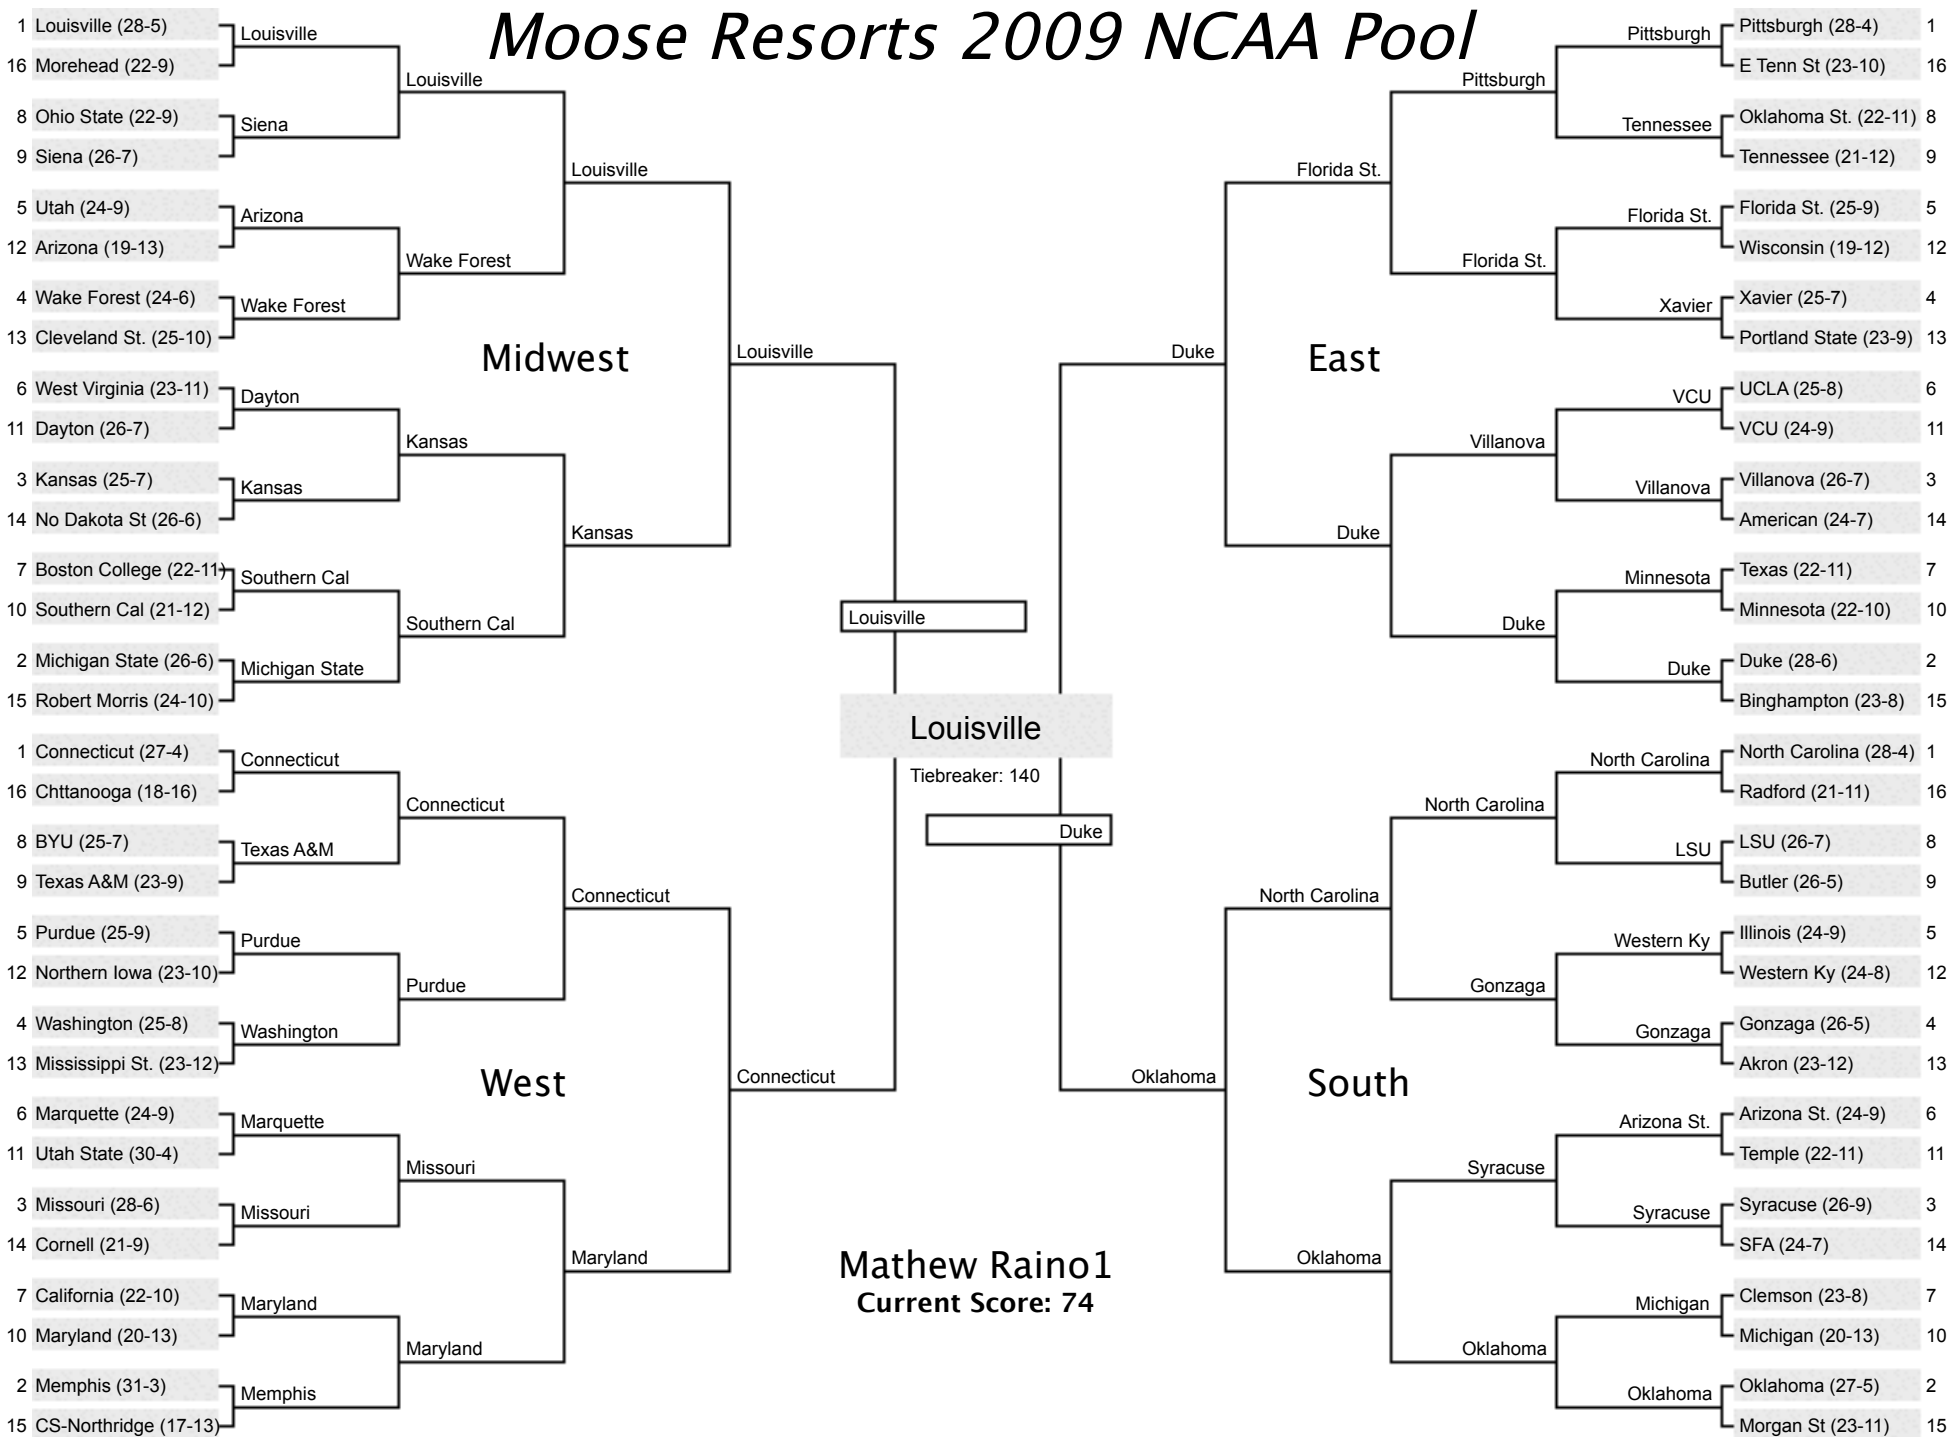 Moose Resorts 2009 NCAA Pool
1 Louisville (28-5)
16 Morehead (22-9)
8 Ohio State (22-9)
9 Siena (26-7)
5 Utah (24-9)
12 Arizona (19-13)
4 Wake Forest (24-6)
13 Cleveland St. (25-10)
6 West Virginia (23-11)
11 Dayton (26-7)
3 Kansas (25-7)
14 No Dakota St (26-6)
7 Boston College (22-11)
10 Southern Cal (21-12)
2 Michigan State (26-6)
15 Robert Morris (24-10)
1 Connecticut (27-4)
16 Chttanooga (18-16)
8 BYU (25-7)
9 Texas A&M (23-9)
5 Purdue (25-9)
12 Northern Iowa (23-10)
4 Washington (25-8)
13 Mississippi St. (23-12)
6 Marquette (24-9)
11 Utah State (30-4)
3 Missouri (28-6)
14 Cornell (21-9)
7 California (22-10)
10 Maryland (20-13)
2 Memphis (31-3)
15 CS-Northridge (17-13)
Louisville
Siena
Arizona
Wake Forest
Dayton
Kansas
Southern Cal
Michigan State
Connecticut
Texas A&M
Purdue
Washington
Marquette
Missouri
Maryland
Memphis
Louisville
Wake Forest
Kansas
Southern Cal
Connecticut
Purdue
Missouri
Maryland
Louisville
Kansas
Connecticut
Maryland
Midwest
West
Louisville
Connecticut
Louisville
Louisville
Tiebreaker: 140
Duke
Mathew Raino1
Current Score: 74
Duke
Oklahoma
East
South
Florida St.
Duke
North Carolina
Oklahoma
Pittsburgh
Florida St.
Villanova
Duke
North Carolina
Gonzaga
Syracuse
Oklahoma
Pittsburgh
Tennessee
Florida St.
Xavier
VCU
Villanova
Minnesota
Duke
North Carolina
LSU
Western Ky
Gonzaga
Arizona St.
Syracuse
Michigan
Oklahoma
Pittsburgh (28-4) 1
E Tenn St (23-10) 16
Oklahoma St. (22-11) 8
Tennessee (21-12) 9
Florida St. (25-9) 5
Wisconsin (19-12) 12
Xavier (25-7) 4
Portland State (23-9) 13
UCLA (25-8) 6
VCU (24-9) 11
Villanova (26-7) 3
American (24-7) 14
Texas (22-11) 7
Minnesota (22-10) 10
Duke (28-6) 2
Binghampton (23-8) 15
North Carolina (28-4) 1
Radford (21-11) 16
LSU (26-7) 8
Butler (26-5) 9
Illinois (24-9) 5
Western Ky (24-8) 12
Gonzaga (26-5) 4
Akron (23-12) 13
Arizona St. (24-9) 6
Temple (22-11) 11
Syracuse (26-9) 3
SFA (24-7) 14
Clemson (23-8) 7
Michigan (20-13) 10
Oklahoma (27-5) 2
Morgan St (23-11) 15